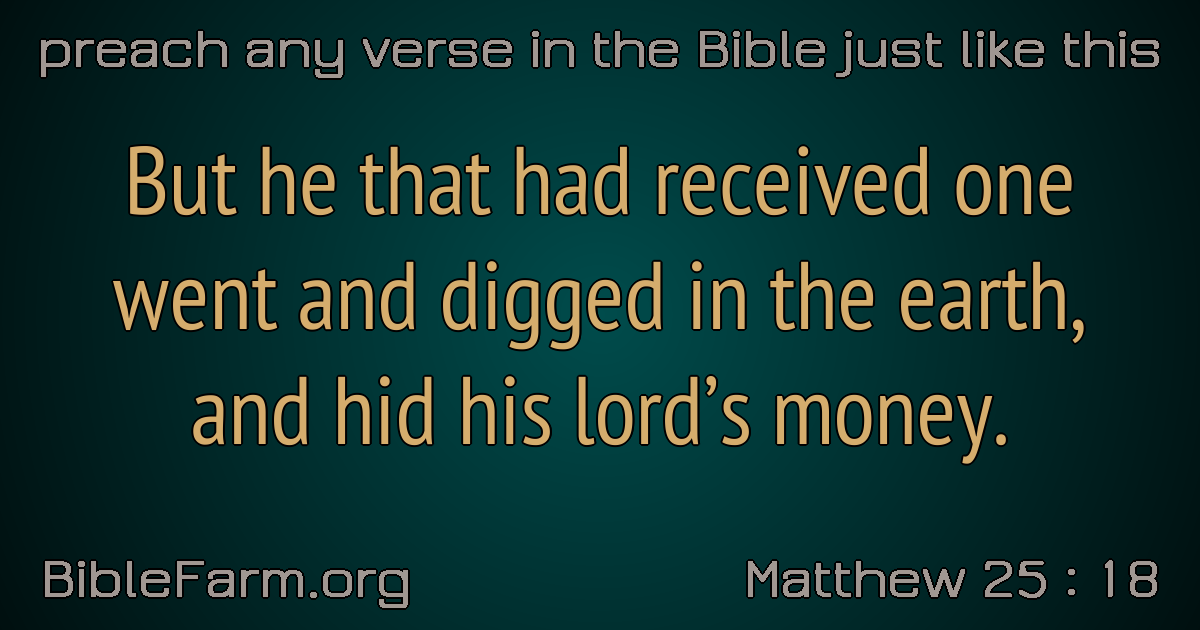 preach any verse in the Bible just like this
But he that had received one
went and digged in the earth,
and hid his lord’s money.
BibleFarm.org
Matthew 25 : 18